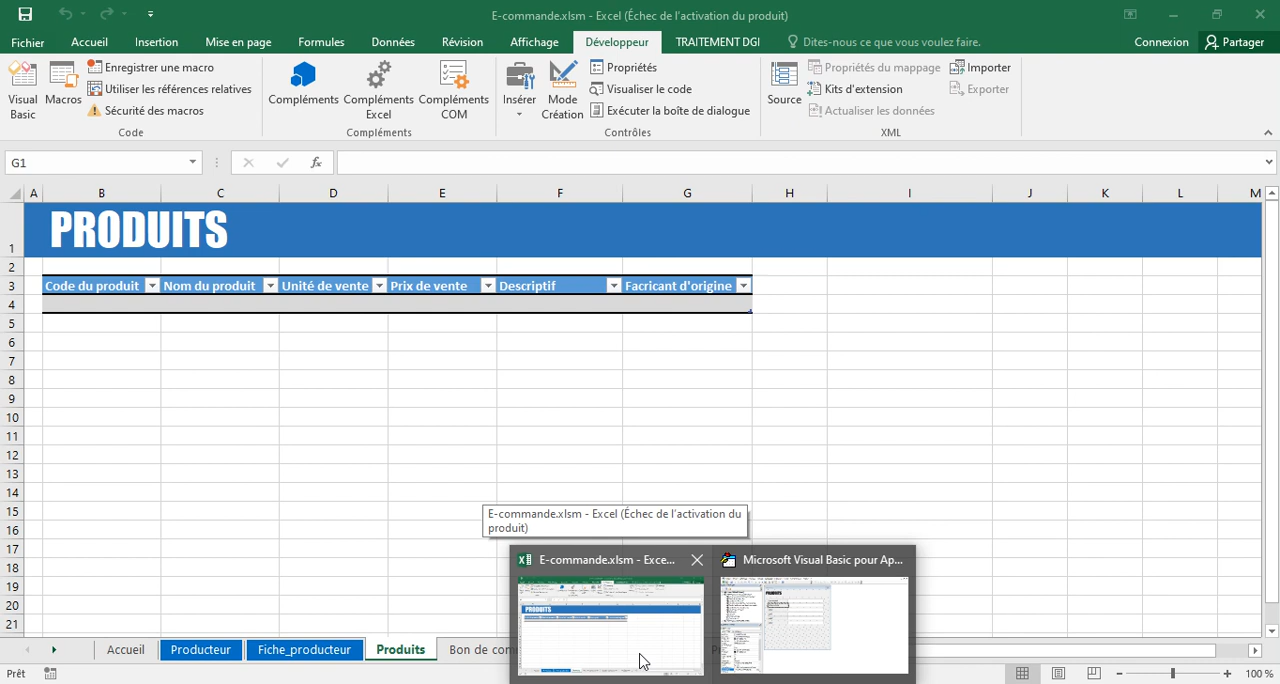 E-commande.xlsm - Excel (Échec de l'activation du produit)
Fichier Accueil Insertion Mise en page Formules Données Révision Affichage Développeur TRAITEMENT DGI Dites-nous ce que vous voulez faire. Connexion Partager
Visual Basic
Macros
Enregistrer une macro
Utiliser les références relatives
Sécurité des macros
Code
Compléments
Compléments Excel
Compléments COM
Compléments
Insérer
Mode Création
Propriétés
Visualiser le code
Exécuter la boîte de dialogue
Contrôles
Source
Propriétés du mappage
Kits d'extension
Actualiser les données
Importer
Exporter
XML
G1
fx
A B C D E F G H I J K L M
1 PRODUITS
2
3 Code du produit Nom du produit Unité de vente Prix de vente Descriptif Facricant d'origine
4
5
6
7
8
9
10
11
12
13
14
15
16
17
18
19
20
21
E-commande.xlsm - Excel (Échec de l'activation du
produit)
E-commande.xlsm - Exce... Microsoft Visual Basic pour Ap...
PRODUITS
PRODUITS
Accueil Producteur Fiche_producteur Produits Bon de com
Prêt
100 %